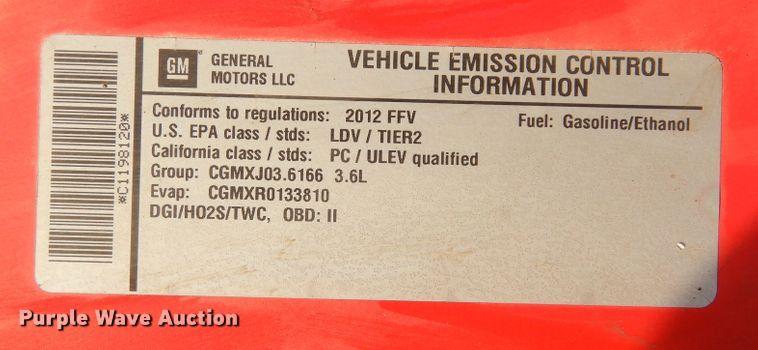 GM
GENERAL
MOTORS LLC
VEHICLE EMISSION CONTROL
INFORMATION
Conforms to regulations: 2012 FFV
Fuel: Gasoline/Ethanol
U.S. EPA class / stds: LDV / TIER2
California class / stds: PC / ULEV qualified
Group: CGMXJ03.6166 3.6L
Evap: CGMXR0133810
DGI/HO2S/TWC, OBD: II
*C1198120*
Purple Wave Auction